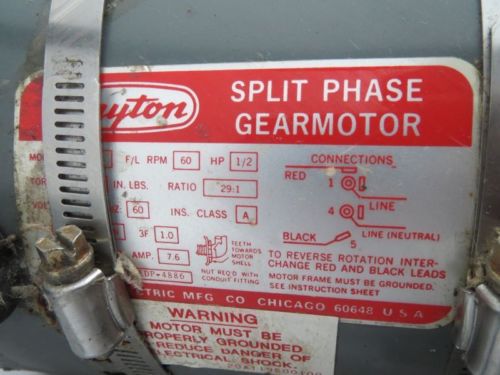 SPLIT PHASE
GEARMOTOR
F/L RPM 60 HP 1/2
IN. LBS. RATIO 29:1
60 INS. CLASS A
SF 1.0
AMP. 7.6
TEETH
TOWARDS
MOTOR
SHELL
NUT REQ'D WITH
CONDUIT FITTING
CONNECTIONS
RED 1
LINE
4
LINE (NEUTRAL)
BLACK 5
TO REVERSE ROTATION INTER-
CHANGE RED AND BLACK LEADS
MOTOR FRAME MUST BE GROUNDED.
SEE INSTRUCTION SHEET
MFG CO CHICAGO 60648 U S A
WARNING
MOTOR MUST BE
PROPERLY GROUNDED
REDUCE DANGER OF
ELECTRICAL SHOCK.